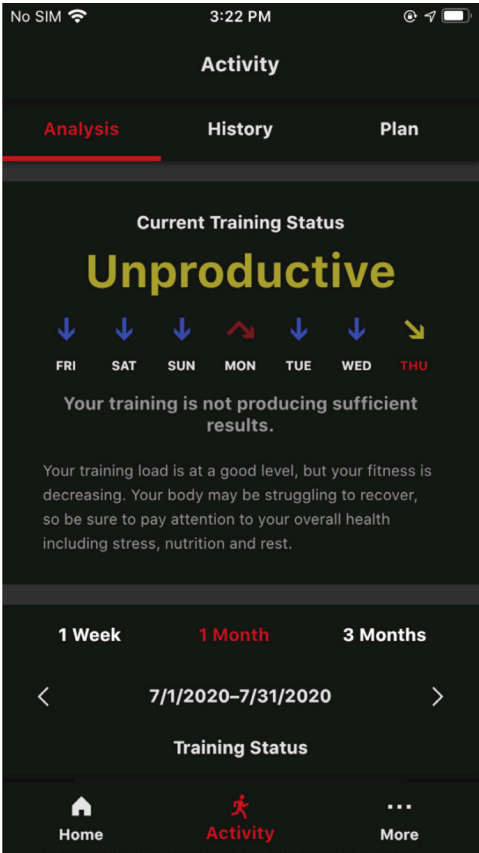 No SIM 3:22 PM
Activity
Analysis History Plan
Current Training Status
Unproductive
FRI SAT SUN MON TUE WED THU
Your training is not producing sufficient
results.
Your training load is at a good level, but your fitness is
decreasing. Your body may be struggling to recover,
so be sure to pay attention to your overall health
including stress, nutrition and rest.
1 Week 1 Month 3 Months
7/1/2020–7/31/2020
Training Status
Home Activity More